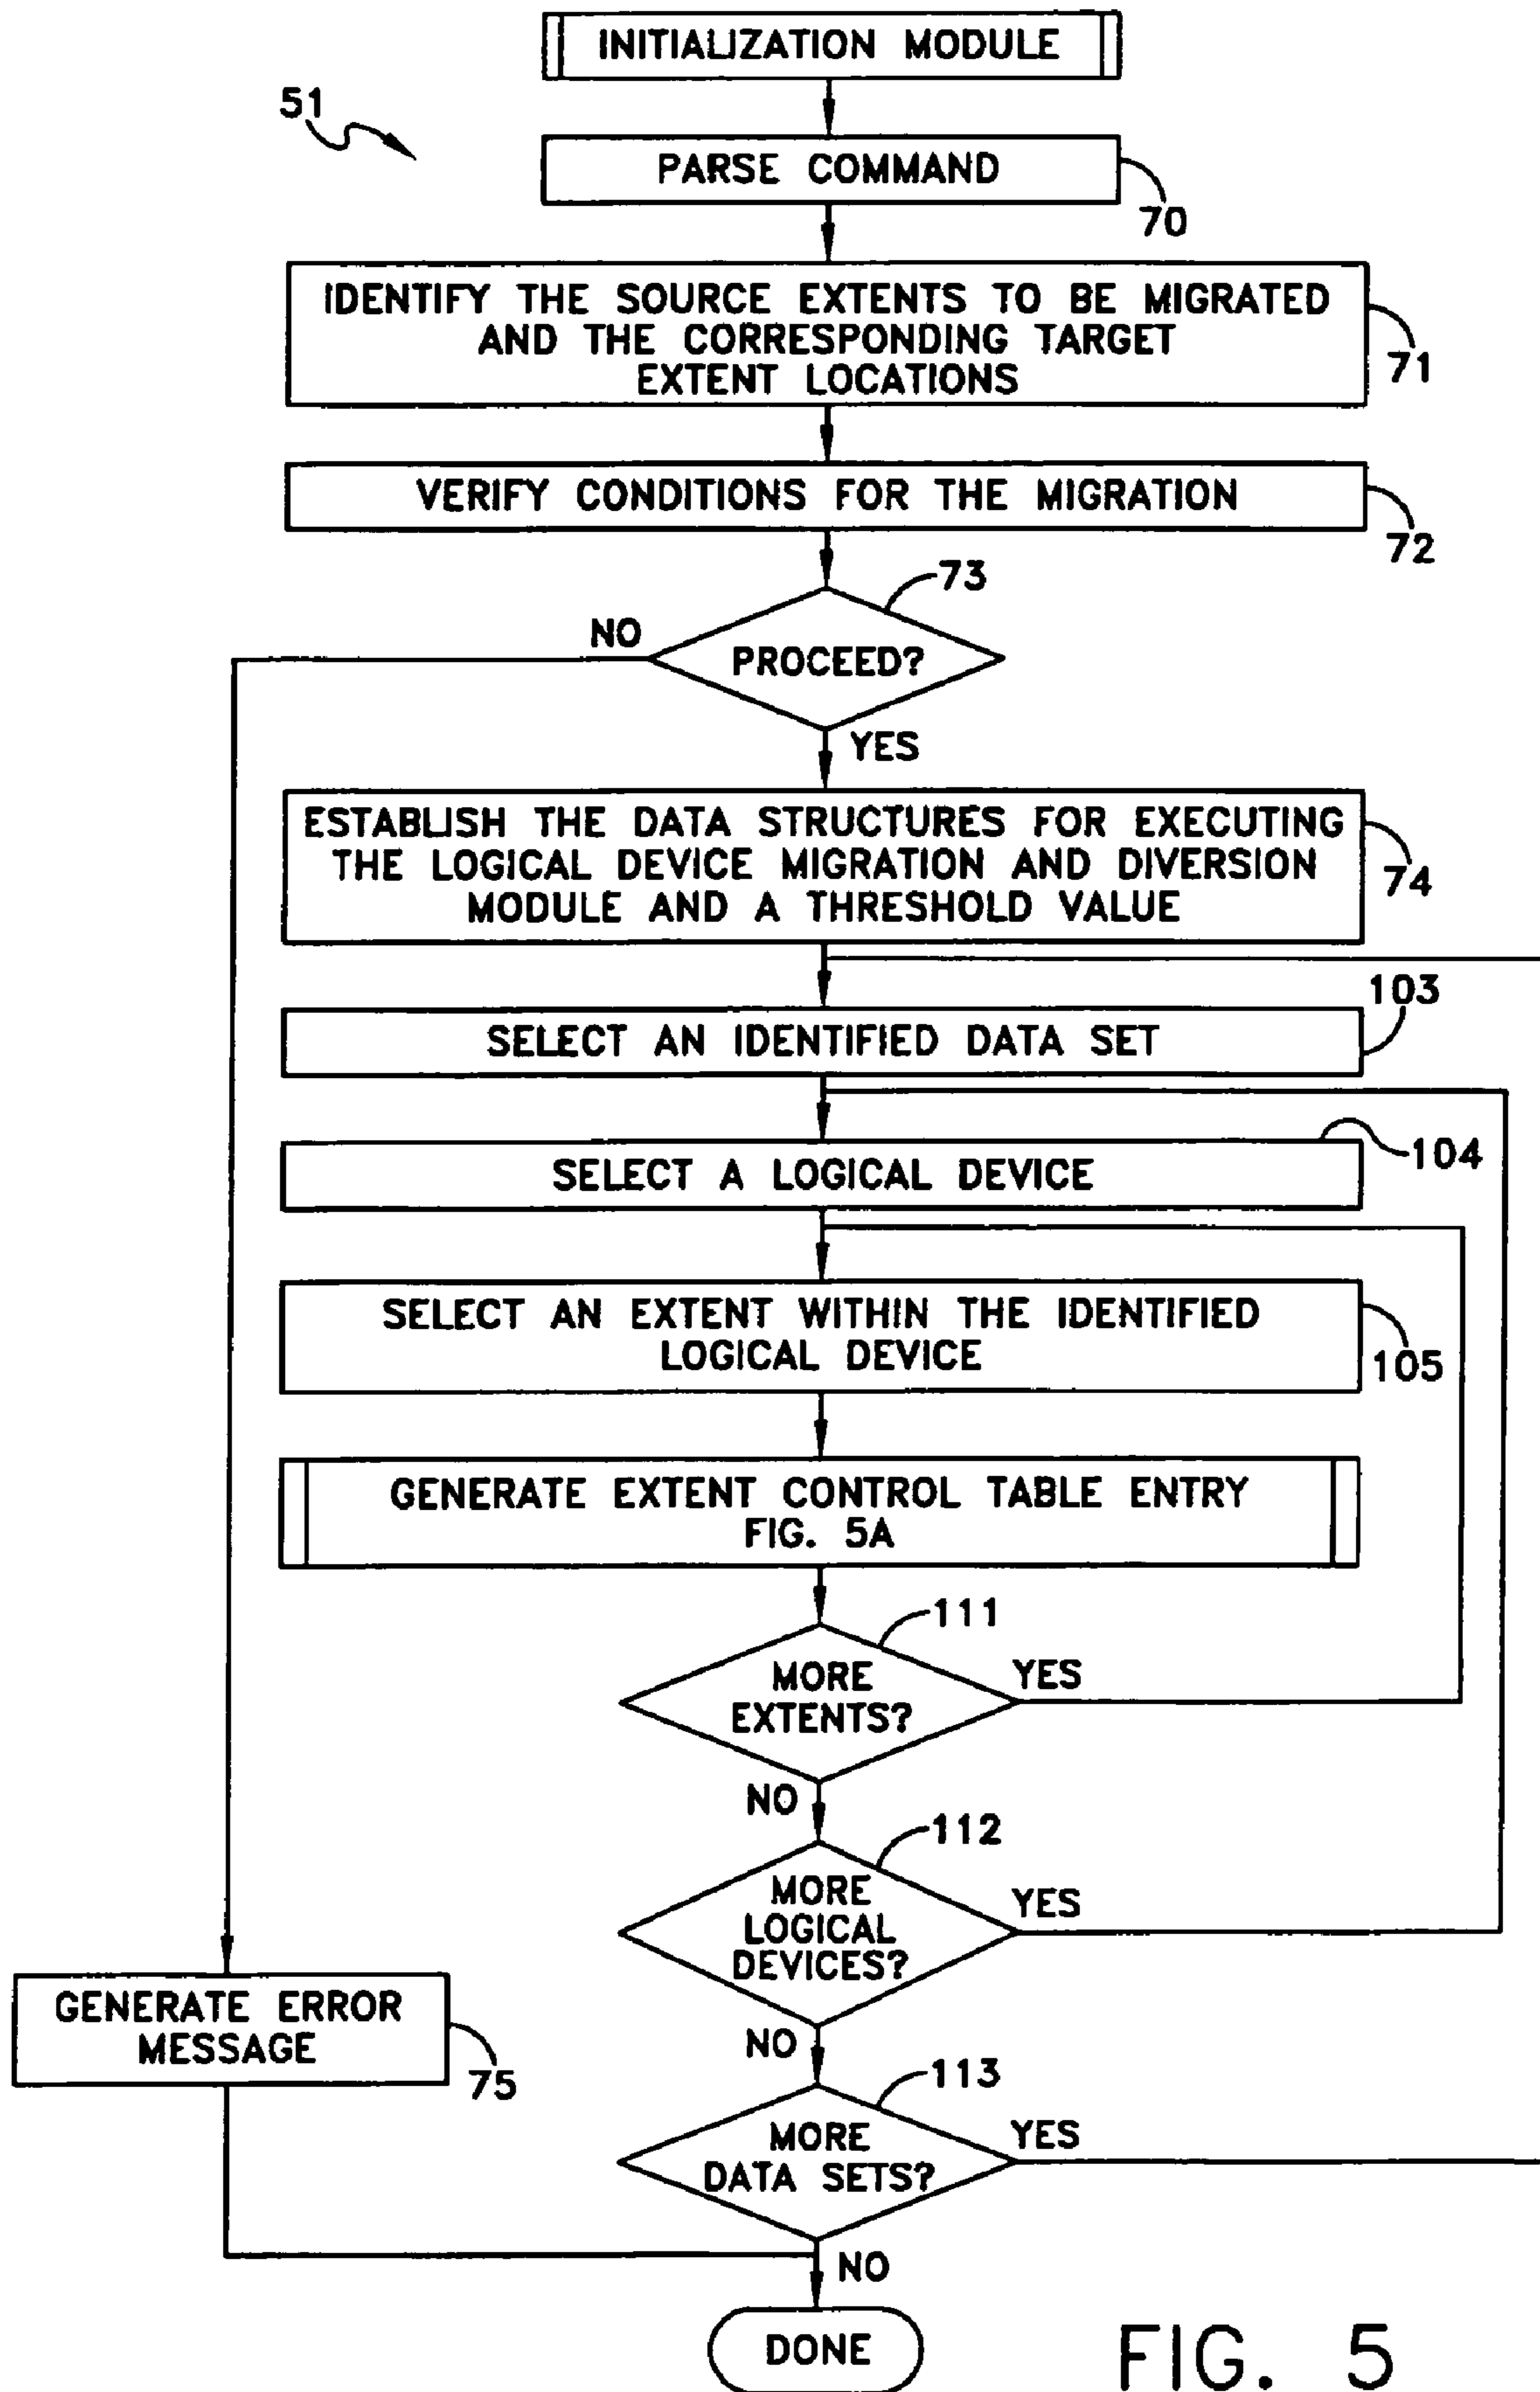 INITIALIZATION MODULE
51
PARSE COMMAND
70
IDENTIFY THE SOURCE EXTENTS TO BE MIGRATED
AND THE CORRESPONDING TARGET
EXTENT LOCATIONS
71
VERIFY CONDITIONS FOR THE MIGRATION
72
73
NO
PROCEED?
YES
ESTABLISH THE DATA STRUCTURES FOR EXECUTING
THE LOGICAL DEVICE MIGRATION AND DIVERSION
MODULE AND A THRESHOLD VALUE
74
103
SELECT AN IDENTIFIED DATA SET
104
SELECT A LOGICAL DEVICE
SELECT AN EXTENT WITHIN THE IDENTIFIED
LOGICAL DEVICE
105
GENERATE EXTENT CONTROL TABLE ENTRY
FIG. 5A
111
MORE
EXTENTS?
YES
NO
112
MORE
LOGICAL
DEVICES?
YES
NO
GENERATE ERROR
MESSAGE
75
113
MORE
DATA SETS?
YES
NO
DONE
FIG. 5